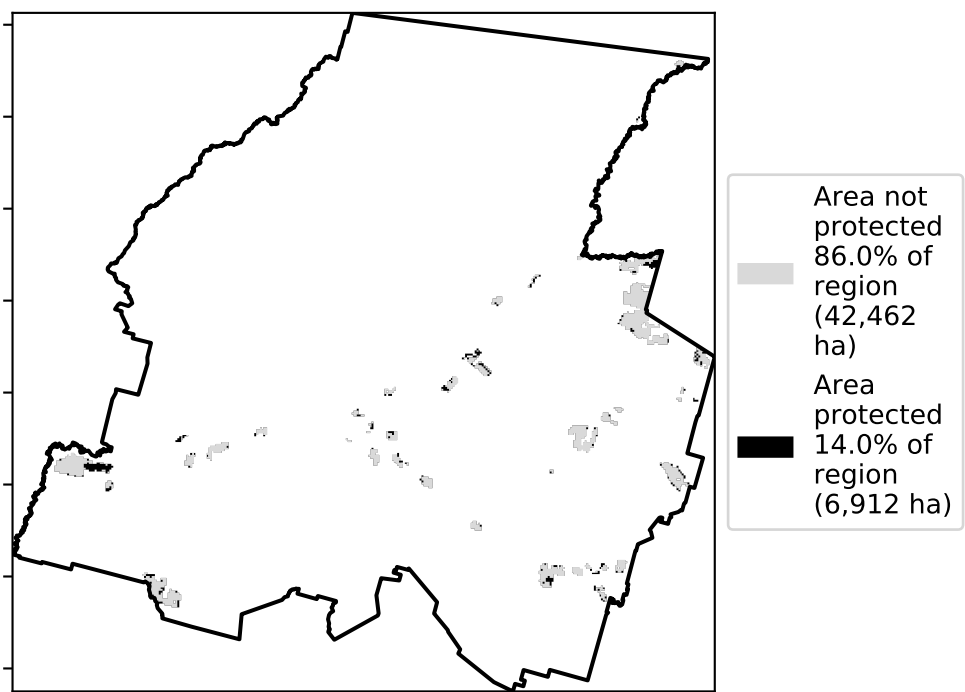 Area not
protected
86.0% of
region
(42,462
ha)
Area
protected
14.0% of
region
(6,912 ha)